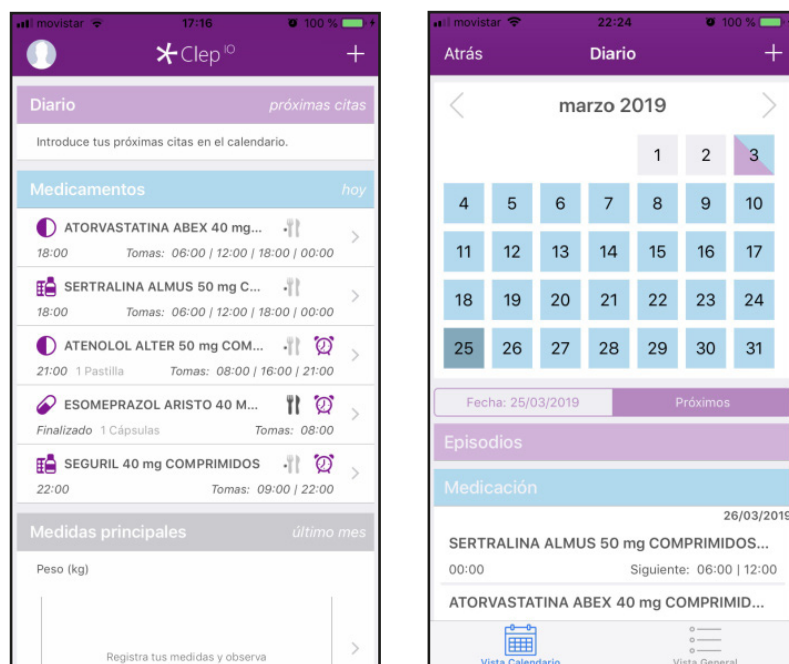 movistar 17:16 100 %
Clep IO
Diario próximas citas
Introduce tus próximas citas en el calendario.
Medicamentos hoy
ATORVASTATINA ABEX 40 mg...
18:00 Tomas: 06:00 | 12:00 | 18:00 | 00:00
SERTRALINA ALMUS 50 mg C...
18:00 Tomas: 06:00 | 12:00 | 18:00 | 00:00
ATENOLOL ALTER 50 mg COM...
21:00 1 Pastilla Tomas: 08:00 | 16:00 | 21:00
ESOMEPRAZOL ARISTO 40 M...
Finalizado 1 Cápsulas Tomas: 08:00
SEGURIL 40 mg COMPRIMIDOS
22:00 Tomas: 09:00 | 22:00
Medidas principales último mes
Peso (kg)
Registra tus medidas y observa
movistar 22:24 100 %
Atrás Diario
marzo 2019
1 2 3
4 5 6 7 8 9 10
11 12 13 14 15 16 17
18 19 20 21 22 23 24
25 26 27 28 29 30 31
Fecha: 25/03/2019 Próximos
Episodios
Medicación
26/03/2019
SERTRALINA ALMUS 50 mg COMPRIMIDOS...
00:00 Siguiente: 06:00 | 12:00
ATORVASTATINA ABEX 40 mg COMPRIMID...
Vista Calendario Vista General